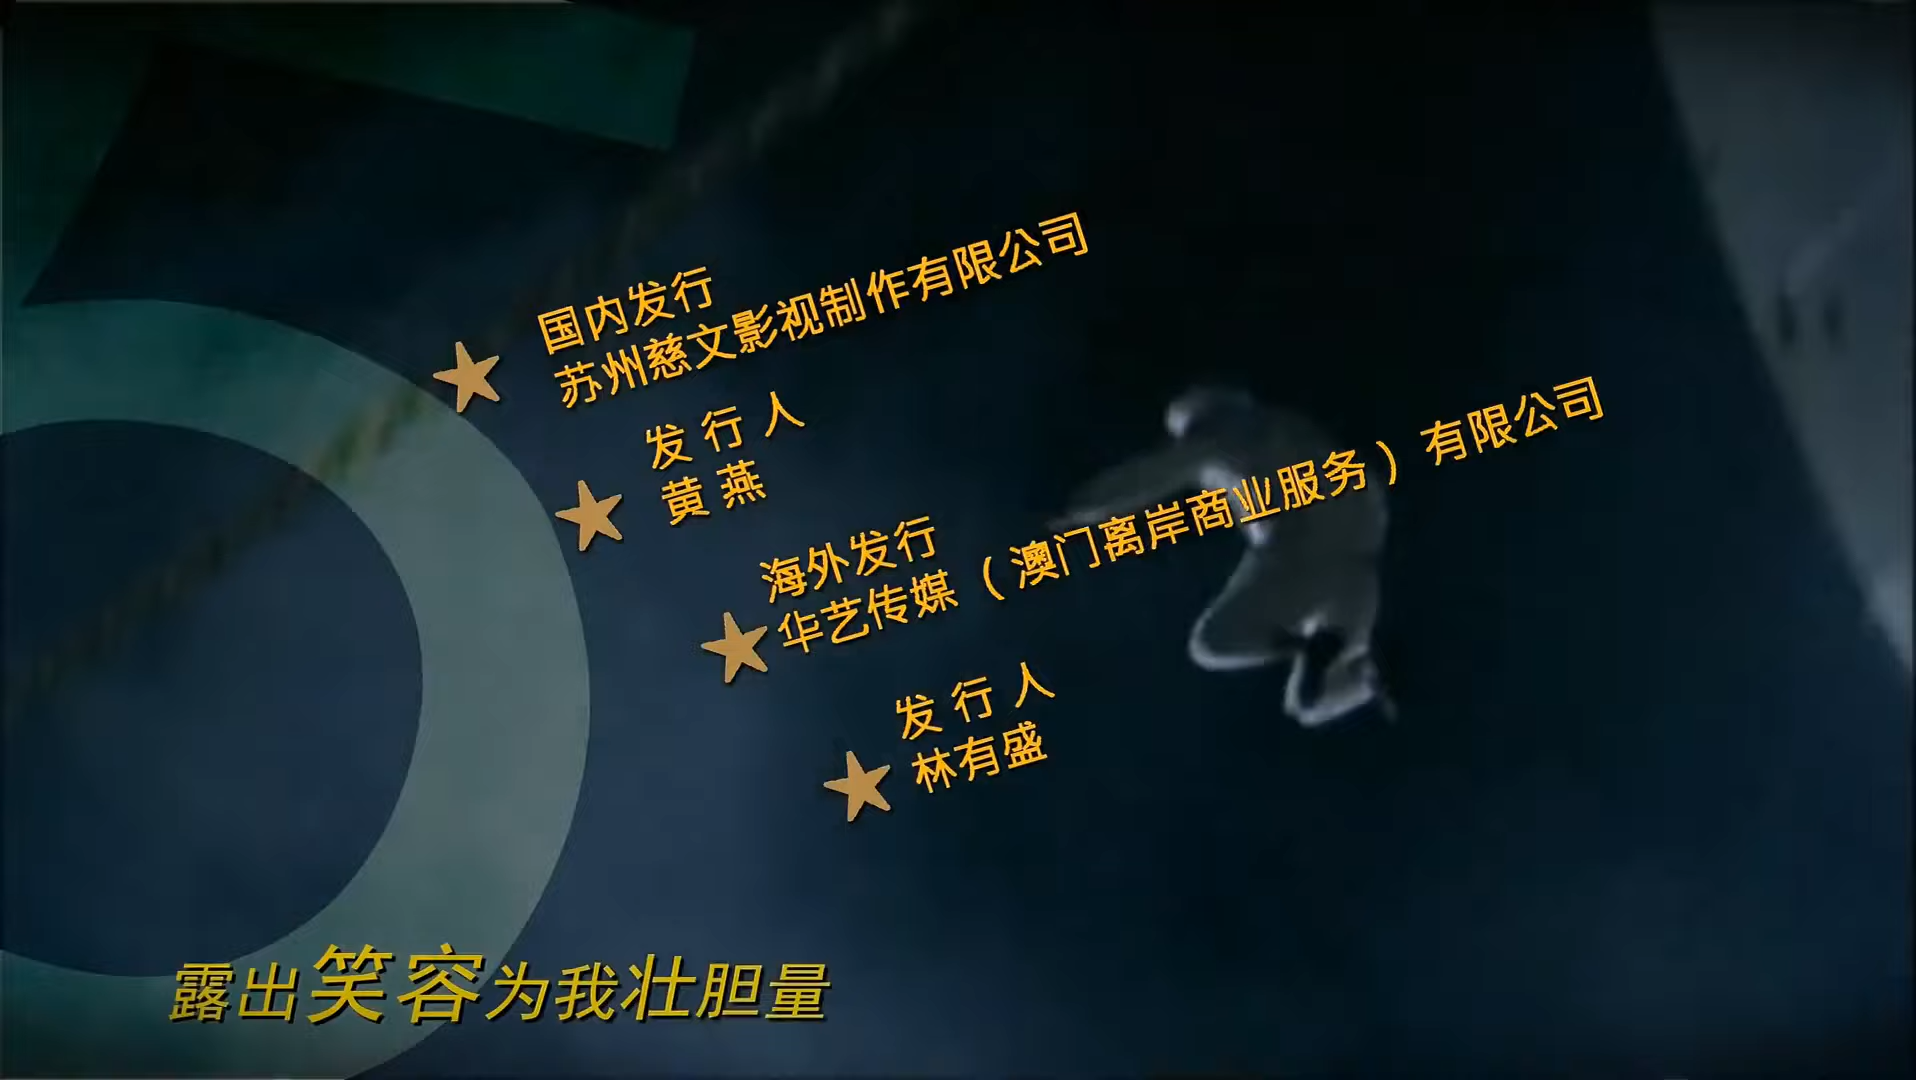 国内发行
苏州慈文影视制作有限公司
发行人
黄燕
海外发行
华艺传媒（澳门离岸商业服务）有限公司
发行人
林有盛
露出笑容为我壮胆量